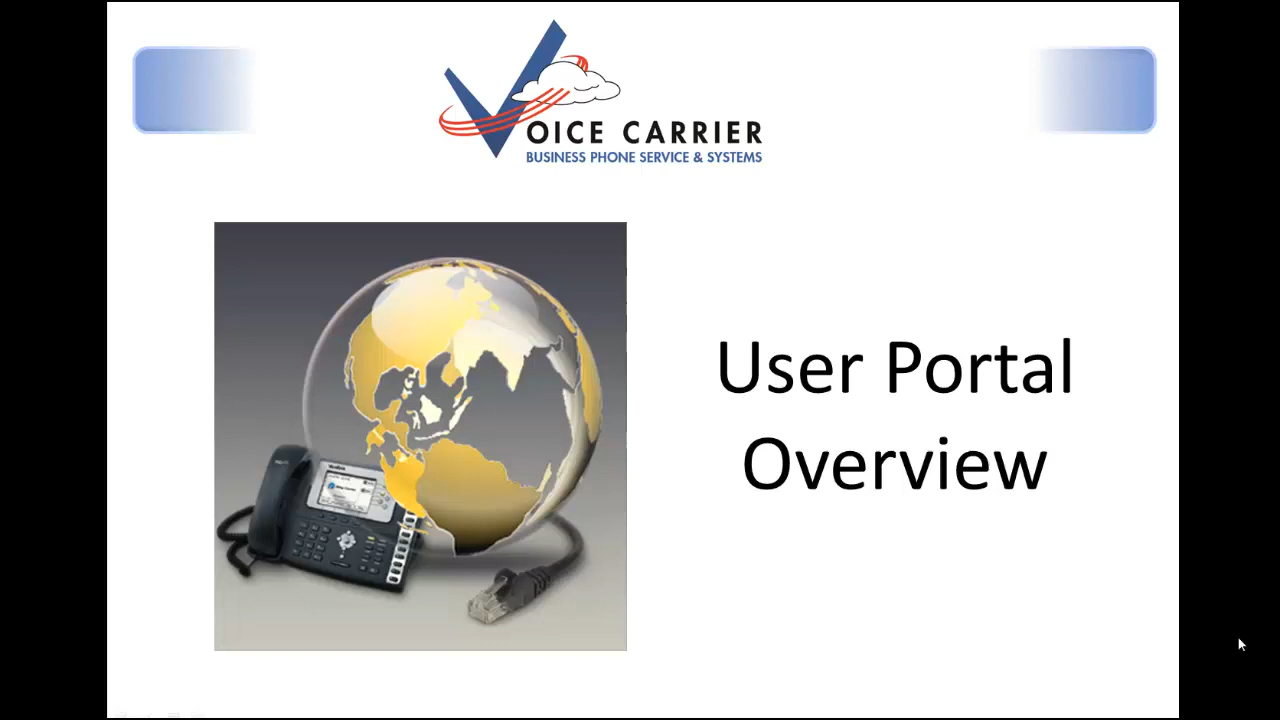 VOICE CARRIER
BUSINESS PHONE SERVICE & SYSTEMS
User Portal
Overview